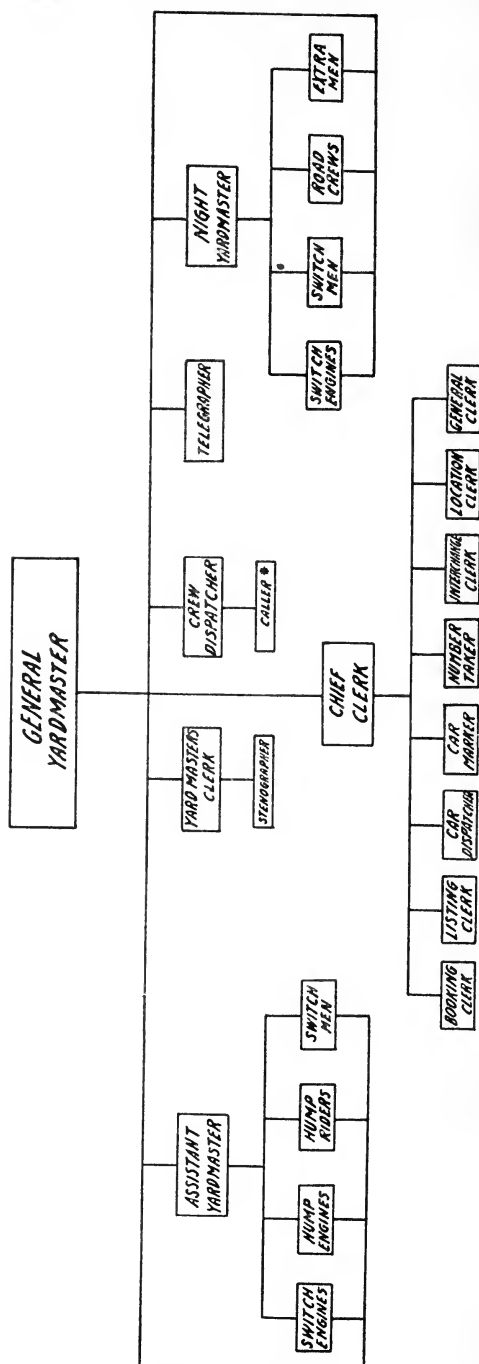 GENERAL
YARDMASTER
ASSISTANT
YARDMASTER
YARD MASTERS
CLERK
CREW
DISPATCHER
TELEGRAPHER
NIGHT
YARDMASTER
STENOGRAPHER
CALLER *
SWITCH
ENGINES
HUMP
ENGINES
HUMP
RIDERS
SWITCH
MEN
CHIEF
CLERK
SWITCH
ENGINES
SWITCH
MEN
ROAD
CREWS
EXTRA
MEN
BOOKING
CLERK
LISTING
CLERK
CAR
DISPATCHER
CAR
MARKER
NUMBER
TAKER
INTERCHANGE
CLERK
LOCATION
CLERK
GENERAL
CLERK